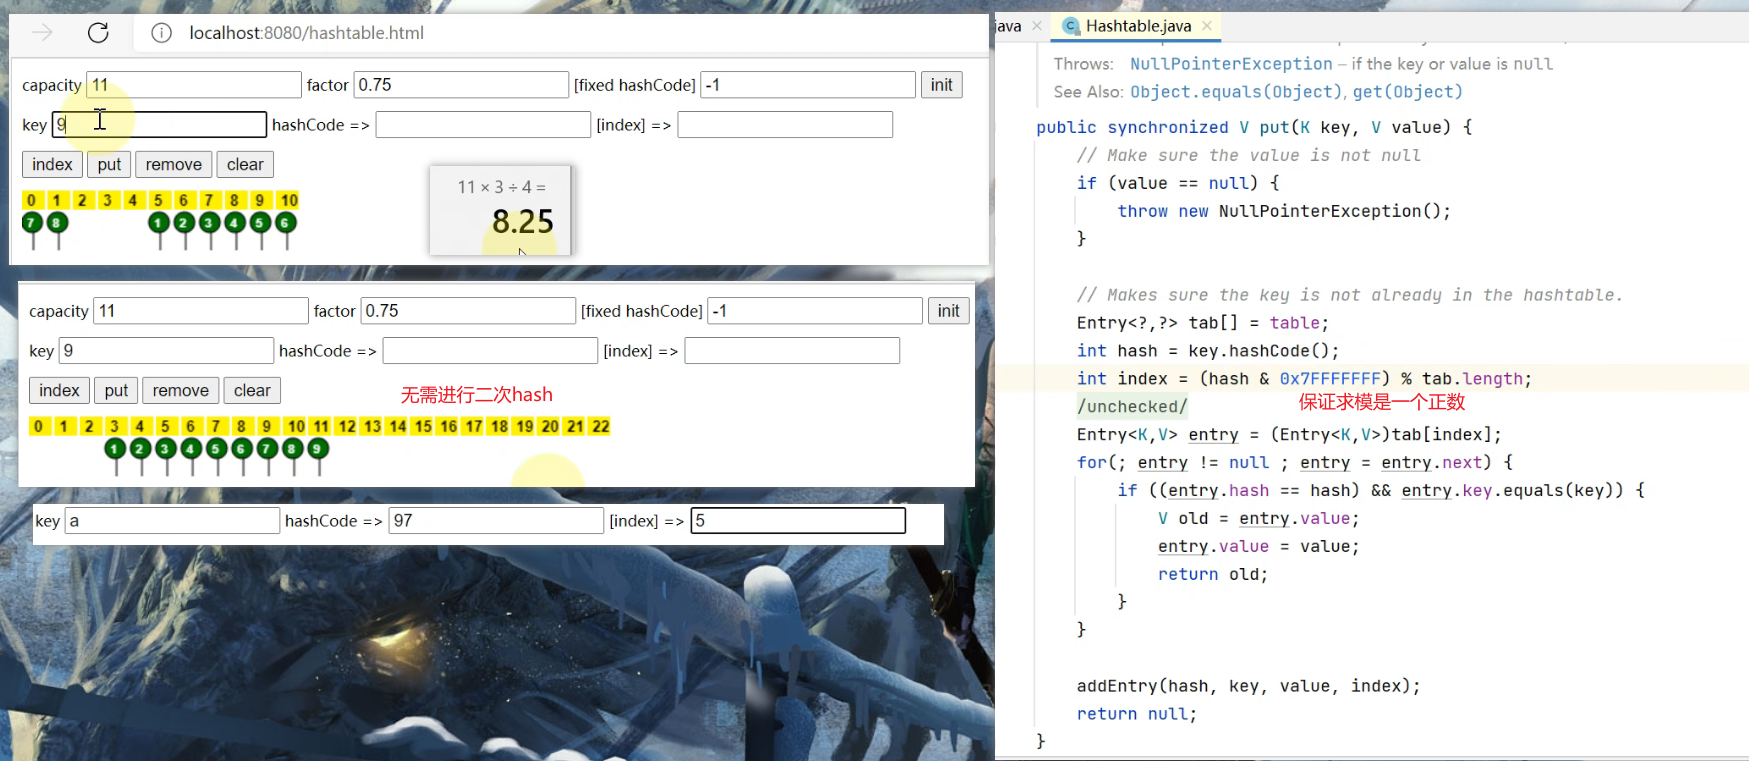 localhost:8080/hashtable.html
capacity 11 factor 0.75 [fixed hashCode] -1 init
key 9 hashCode => [index] =>
index put remove clear
11 × 3 ÷ 4 =
8.25
0 1 2 3 4 5 6 7 8 9 10
7 8 1 2 3 4 5 6
capacity 11 factor 0.75 [fixed hashCode] -1 init
key 9 hashCode => [index] =>
index put remove clear
无需进行二次hash
0 1 2 3 4 5 6 7 8 9 10 11 12 13 14 15 16 17 18 19 20 21 22
1 2 3 4 5 6 7 8 9
key a hashCode => 97 [index] => 5
java Hashtable.java
Throws: NullPointerException – if the key or value is null
See Also: Object.equals(Object), get(Object)
public synchronized V put(K key, V value) {
// Make sure the value is not null
if (value == null) {
throw new NullPointerException();
}
// Makes sure the key is not already in the hashtable.
Entry<?,?> tab[] = table;
int hash = key.hashCode();
int index = (hash & 0x7FFFFFFF) % tab.length;
/unchecked/
保证求模是一个正数
Entry<K,V> entry = (Entry<K,V>)tab[index];
for(; entry != null ; entry = entry.next) {
if ((entry.hash == hash) && entry.key.equals(key)) {
V old = entry.value;
entry.value = value;
return old;
}
}
addEntry(hash, key, value, index);
return null;
}